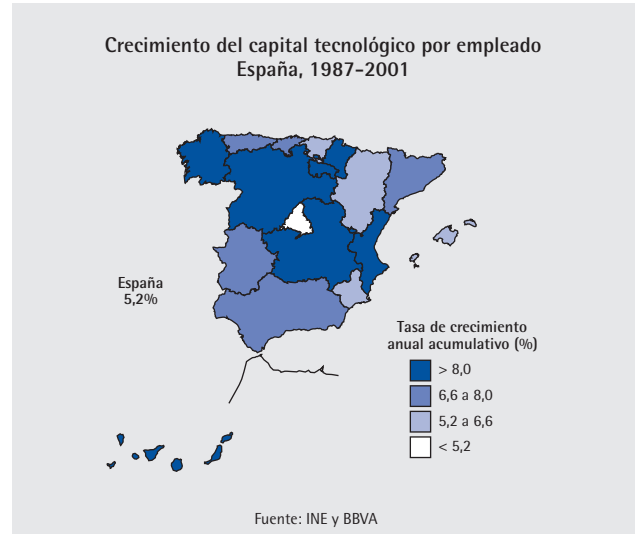 Crecimiento del capital tecnológico por empleado
España, 1987-2001
España
5,2%
Tasa de crecimiento
anual acumulativo (%)
> 8,0
6,6 a 8,0
5,2 a 6,6
< 5,2
Fuente: INE y BBVA